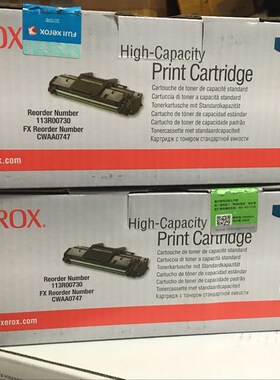 FUJI XEROX
ROX
High-Capacity
Print Cartridge
Cartouche de toner de capacité standard
Cartuccia di toner a capacità standard
Tonerkartusche mit Standardkapazität
Cartucho de tóner de capacidad estándar
Cartucho de toner de capacidade padrão
Tonercassette met standaardcapaciteit
Картридж с тонером стандартной емкости
Reorder Number
113R00730
FX Reorder Number
CWAA0747
ROX
High-Capacity
Print Cartridge
Cartouche de toner de capacité standard
Cartuccia di toner a capacità standard
Tonerkartusche mit Standardkapazität
Cartucho de tóner de capacidad estándar
Cartucho de toner de capacidade padrão
Tonercassette met standaardcapaciteit
Картридж с тонером стандартной емкости
Reorder Number
113R00730
FX Reorder Number
CWAA0747
xerox.com